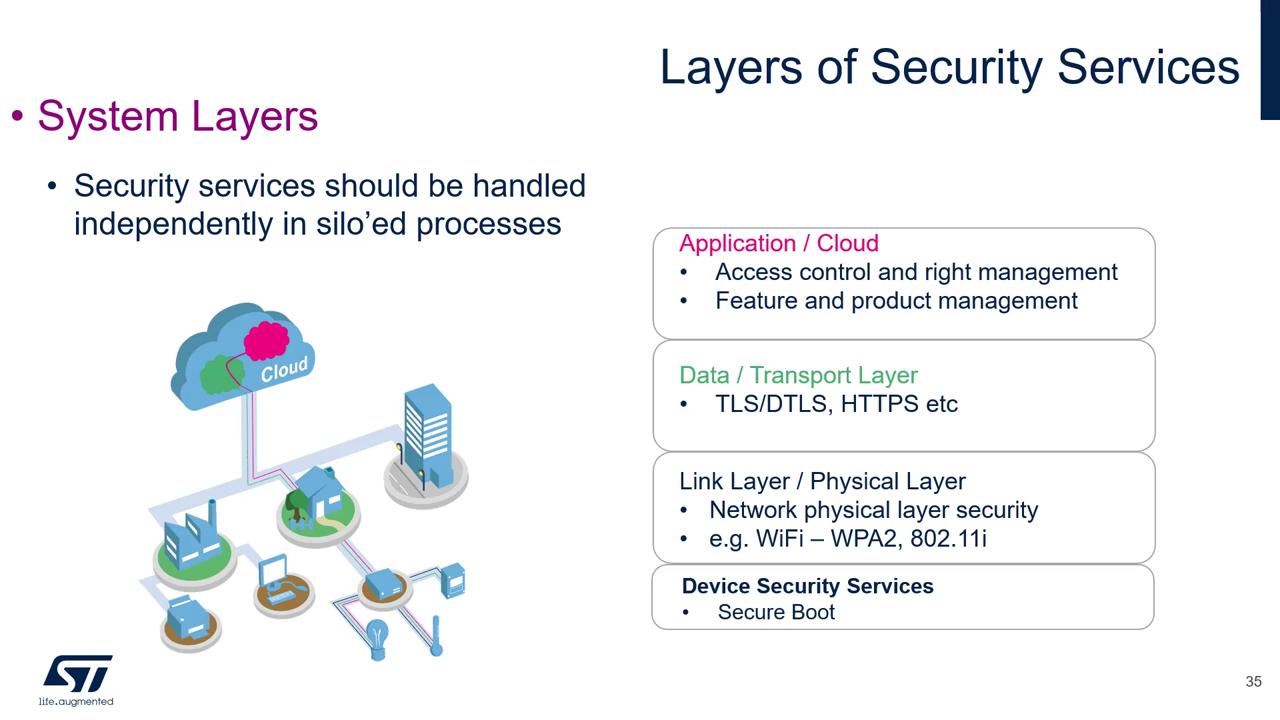 Layers of Security Services
• System Layers
• Security services should be handled
independently in silo’ed processes
Cloud
Application / Cloud
• Access control and right management
• Feature and product management
Data / Transport Layer
• TLS/DTLS, HTTPS etc
Link Layer / Physical Layer
• Network physical layer security
• e.g. WiFi – WPA2, 802.11i
Device Security Services
• Secure Boot
ST
life.augmented
35